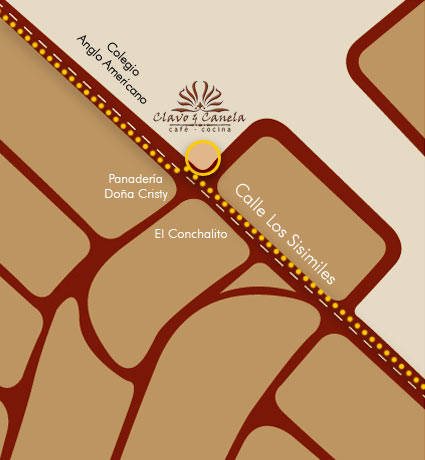 Colegio
Anglo Americano
Clavo y Canela
café · cocina
Panadería
Doña Cristy
El Conchalito
Calle Los Sisimiles